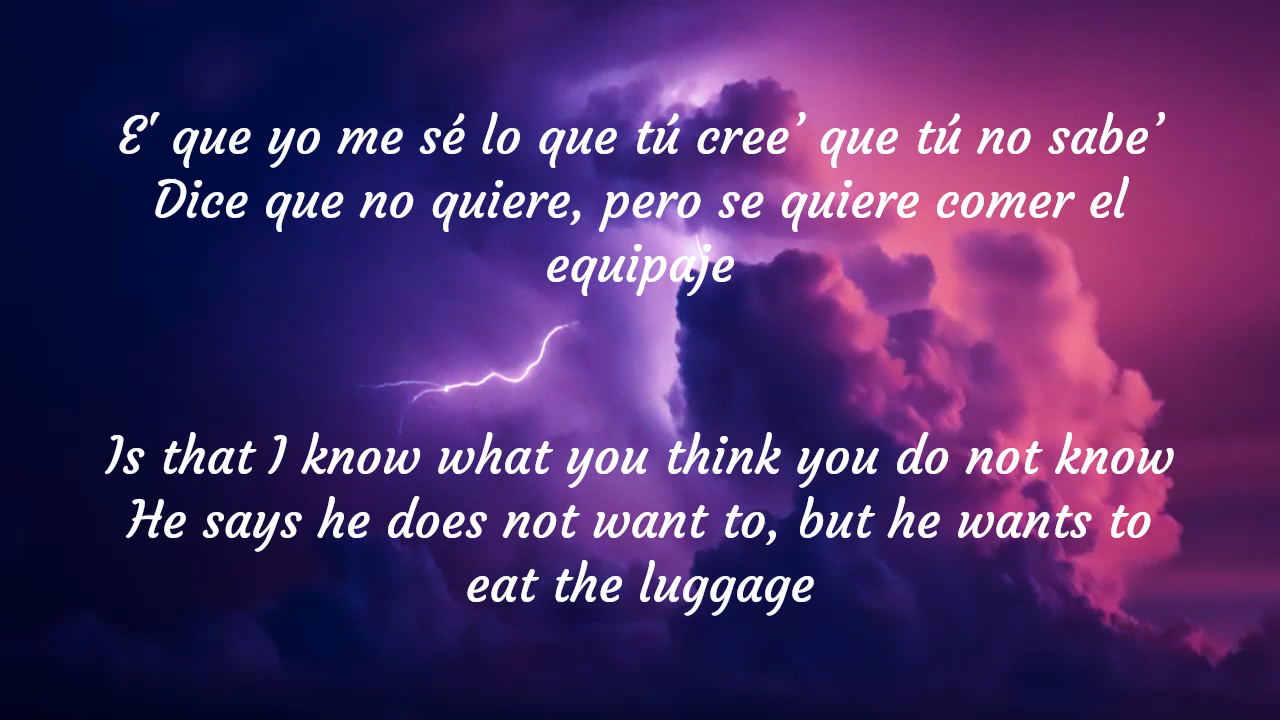 E' que yo me sé lo que tú cree’ que tú no sabe’
Dice que no quiere, pero se quiere comer el
equipaje
Is that I know what you think you do not know
He says he does not want to, but he wants to
eat the luggage